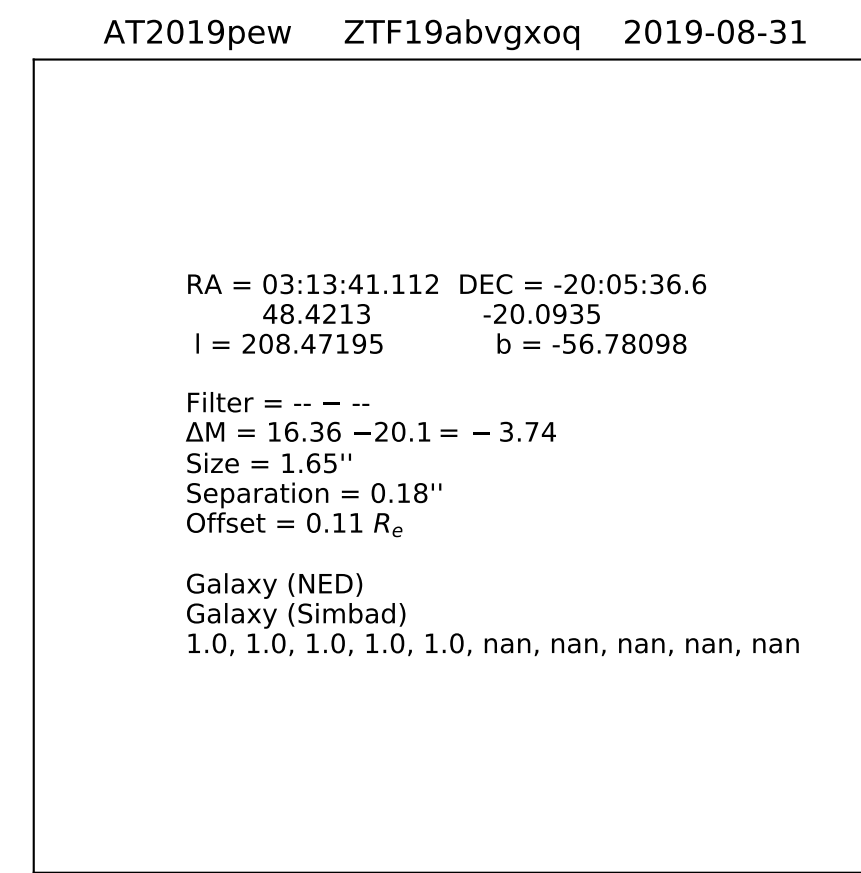 AT2019pew ZTF19abvgxoq 2019-08-31
RA = 03:13:41.112 DEC = -20:05:36.6
48.4213 -20.0935
l = 208.47195 b = -56.78098
Filter = -- − --
ΔM = 16.36 −20.1 = − 3.74
Size = 1.65''
Separation = 0.18''
Offset = 0.11 Re
Galaxy (NED)
Galaxy (Simbad)
1.0, 1.0, 1.0, 1.0, 1.0, nan, nan, nan, nan, nan